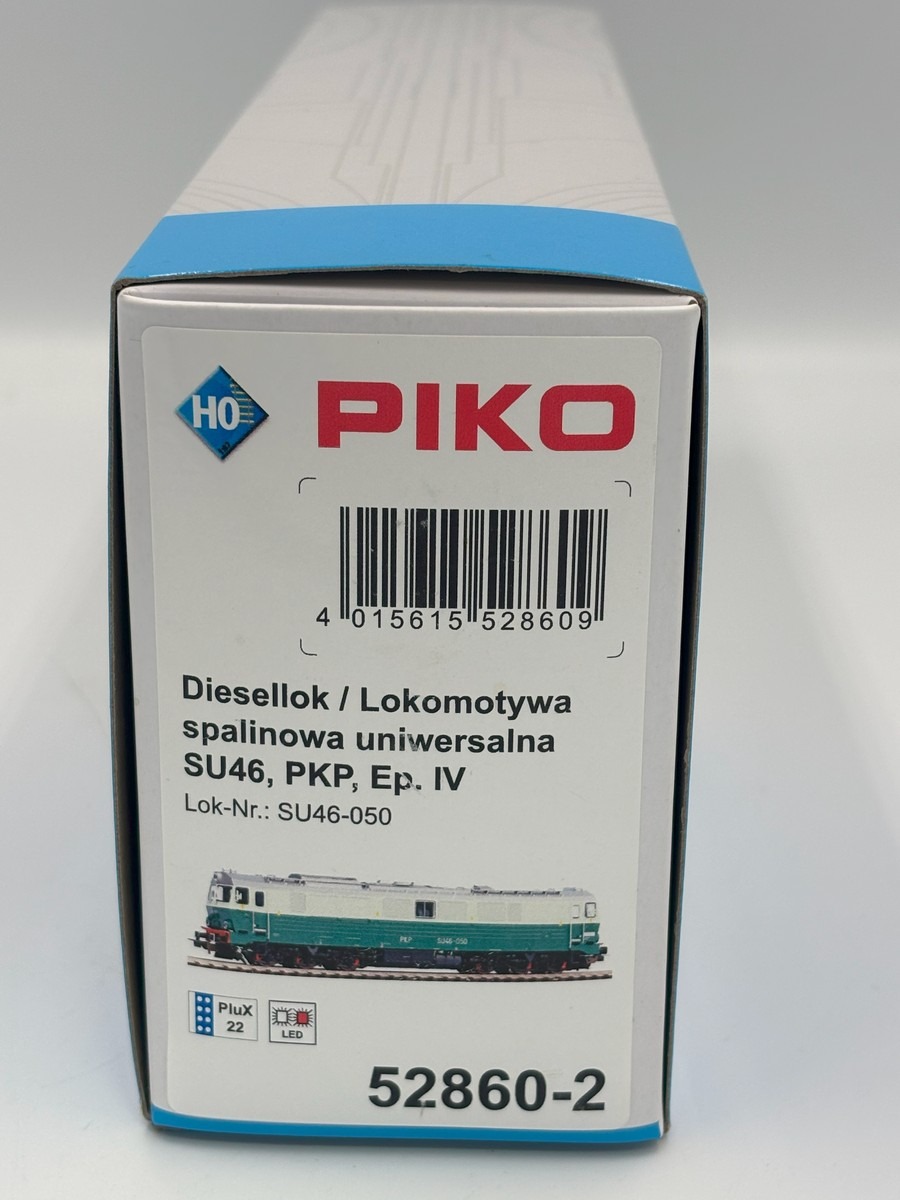 H0
PIKO
4 015615 528609
Diesellok / Lokomotywa
spalinowa uniwersalna
SU46, PKP, Ep. IV
Lok-Nr.: SU46-050
PKP SU46-050
PluX
22
LED
52860-2